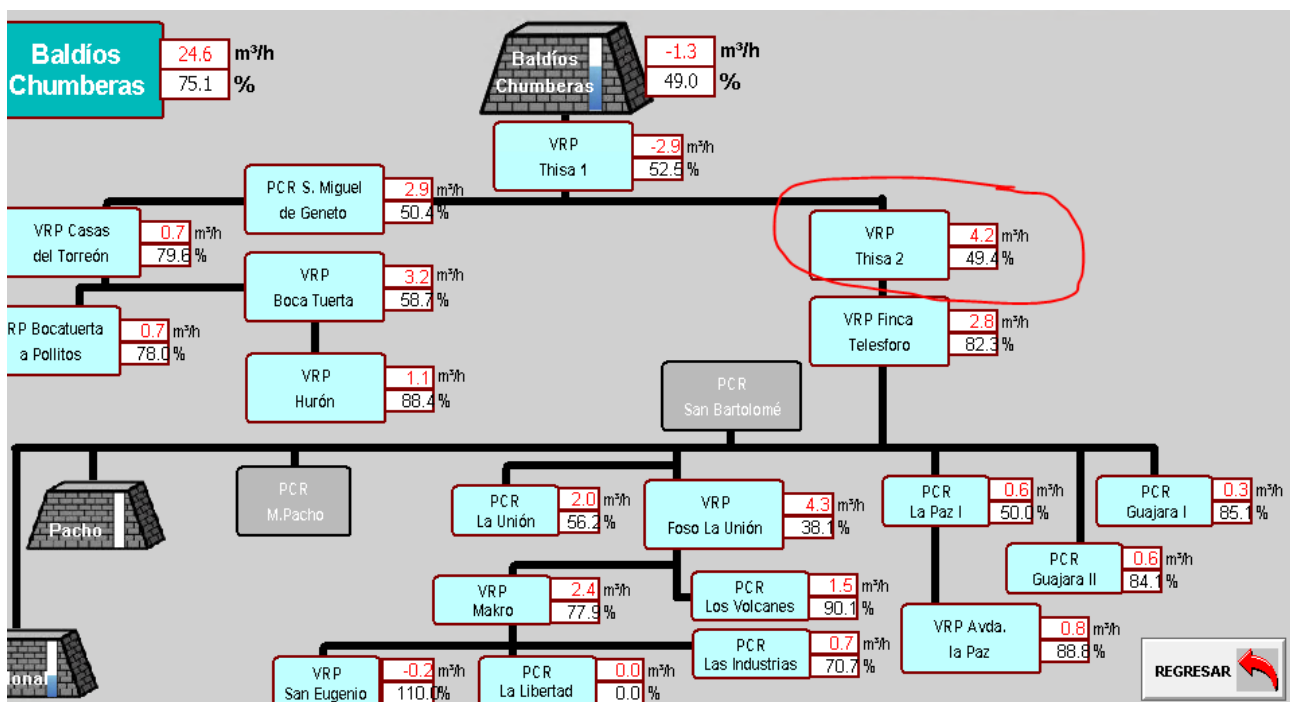 Baldíos
Chumberas
24.6 m³/h
75.1 %
Baldíos
Chumberas
-1.3 m³/h
49.0 %
VRP
Thisa 1
-2.9 m³/h
52.5 %
PCR S. Miguel
de Geneto
2.9 m³/h
50.4 %
VRP Casas
del Torreón
0.7 m³/h
79.6 %
VRP
Thisa 2
4.2 m³/h
49.4 %
VRP
Boca Tuerta
3.2 m³/h
58.7 %
RP Bocatuerta
a Pollitos
0.7 m³/h
78.0 %
VRP Finca
Telesforo
2.8 m³/h
82.3 %
VRP
Hurón
1.1 m³/h
88.4 %
PCR
San Bartolomé
Pacho
PCR
M.Pacho
PCR
La Unión
2.0 m³/h
56.2 %
VRP
Foso La Unión
4.3 m³/h
38.1 %
PCR
La Paz I
0.6 m³/h
50.0 %
PCR
Guajara I
0.3 m³/h
85.1 %
PCR
Guajara II
0.6 m³/h
84.1 %
VRP
Makro
2.4 m³/h
77.9 %
PCR
Los Volcanes
1.5 m³/h
90.1 %
VRP Avda.
la Paz
0.8 m³/h
88.8 %
PCR
Las Industrias
0.7 m³/h
70.7 %
ional
VRP
San Eugenio
-0.2 m³/h
110.0 %
PCR
La Libertad
0.0 m³/h
0.0 %
REGRESAR